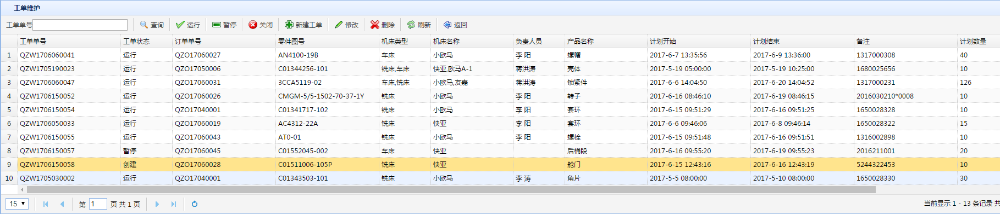 工单维护
工单单号 查询 运行 暂停 关闭 新建工单 修改 删除 刷新 返回
工单单号 工单状态 订单单号 零件图号 机床类型 机床名称 负责人员 产品名称 计划开始 计划结束 备注 计划数量
1 QZW1706060041 运行 QZO17060027 AN4100-19B 车床 小欧马 李 阳 螺帽 2017-6-7 13:35:56 2017-6-9 13:36:00 1317000308 40
2 QZW1705190023 运行 QZO17050006 C01344256-101 铣床,车床 快亚,欧马A-1 蒋洪涛 壳体 2017-5-19 05:00:00 2017-5-19 10:25:00 1680025656 10
3 QZW1706060047 运行 QZO17060031 3CCA5119-02 车床,铣床 小欧马,友嘉 蒋洪涛 锁紧件 2017-6-6 14:04:50 2017-6-20 14:04:52 1317000231 126
4 QZW1706150052 运行 QZO17060026 CMGM-5/5-1502-70-37-1Y 铣床 小欧马 李 阳 转子 2017-6-16 08:46:10 2017-6-19 08:46:15 2016030210*0008 10
5 QZW1706150054 运行 QZO17040001 C01341717-102 铣床 小欧马 李 阳 套环 2017-6-15 09:51:29 2017-6-16 09:51:25 1650028328 10
6 QZW1706050033 运行 QZO17060019 AC4312-22A 铣床 快亚 李 阳 套环 2017-6-6 09:46:06 2017-6-8 09:46:14 1650028322 15
7 QZW1706150055 运行 QZO17060043 AT0-01 铣床 小欧马 李 阳 螺栓 2017-6-15 09:51:48 2017-6-16 09:51:51 1316002898 10
8 QZW1706150057 暂停 QZO17060045 C01552045-002 车床 快亚 后桶段 2017-6-16 09:55:20 2017-6-19 09:55:23 2016211001 20
9 QZW1706150058 创建 QZO17060028 C01511006-105P 铣床 快亚 舱门 2017-6-15 12:43:16 2017-6-16 12:43:19 5244322453 10
10 QZW1705030002 运行 QZO17040001 C01343503-101 铣床 小欧马 李 涛 角片 2017-5-5 08:00:00 2017-5-10 08:00:00 1650028330 30
15 第 1 页 共 1 页 当前显示 1 - 13 条记录 共